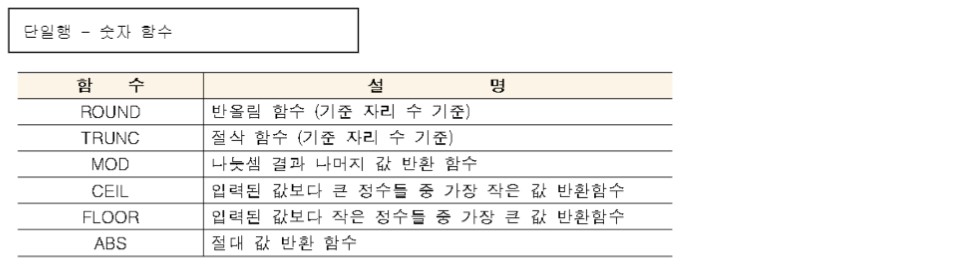 단일행 - 숫자 함수
함 수 설 명
ROUND 반올림 함수 (기준 자리 수 기준)
TRUNC 절삭 함수 (기준 자리 수 기준)
MOD 나눗셈 결과 나머지 값 반환 함수
CEIL 입력된 값보다 큰 정수들 중 가장 작은 값 반환함수
FLOOR 입력된 값보다 작은 정수들 중 가장 큰 값 반환함수
ABS 절대 값 반환 함수